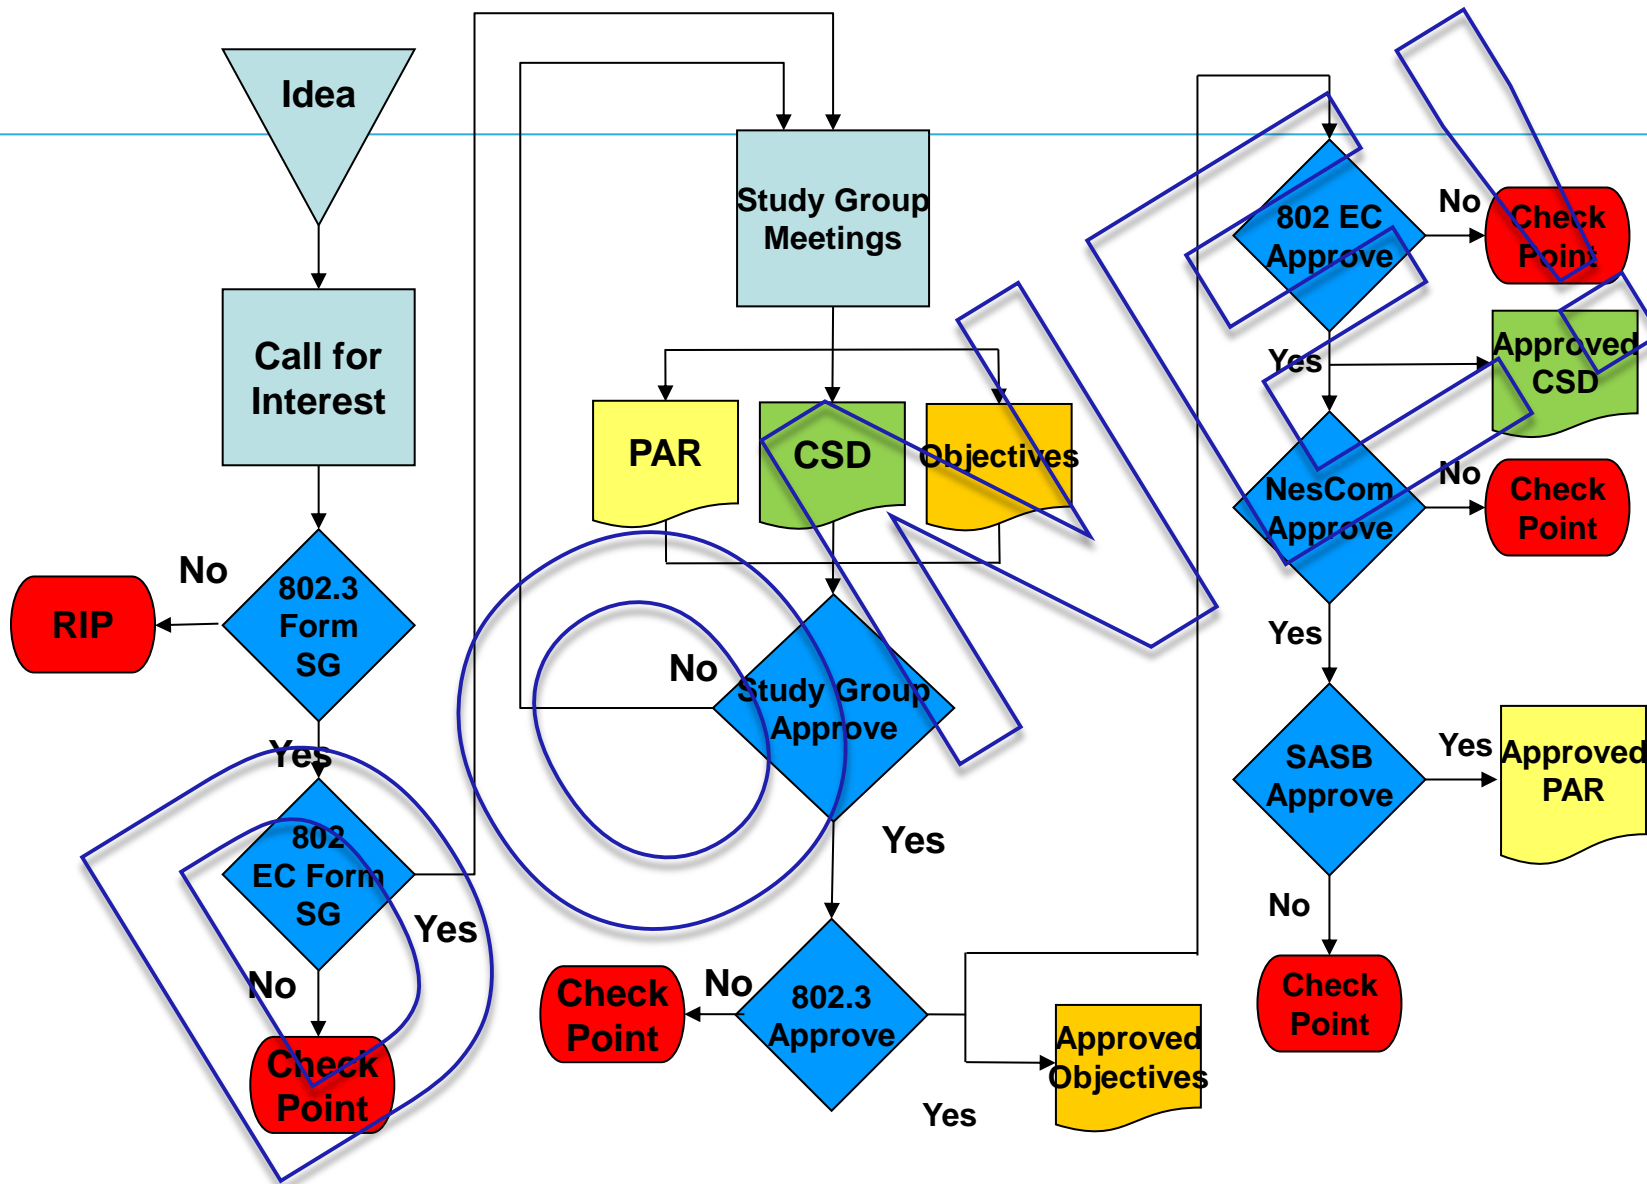 Idea
Call for
Interest
No
802.3
Form
SG
RIP
Yes
802
EC Form
SG
Yes
No
Check
Point
Study Group
Meetings
PAR
CSD
Objectives
No
Study Group
Approve
Yes
No
802.3
Approve
Check
Point
Yes
Approved
Objectives
802 EC
Approve
No
Check
Point
Yes
Approved
CSD
NesCom
Approve
No
Check
Point
Yes
SASB
Approve
Yes
Approved
PAR
No
Check
Point
DONE!